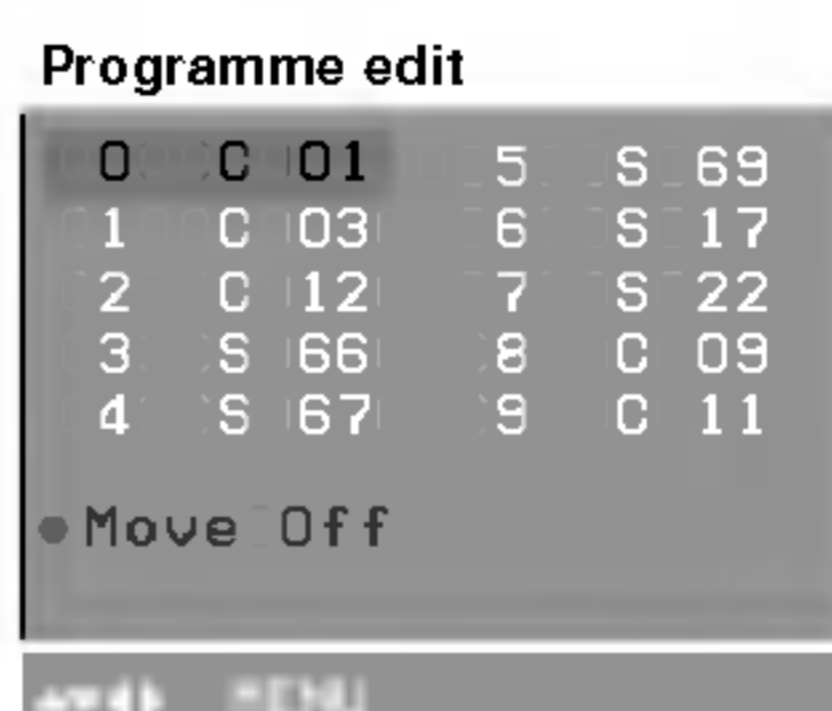 Programme edit
0 C 01 5 S 69
1 C 03 6 S 17
2 C 12 7 S 22
3 S 66 8 C 09
4 S 67 9 C 11
Move Off
MENU